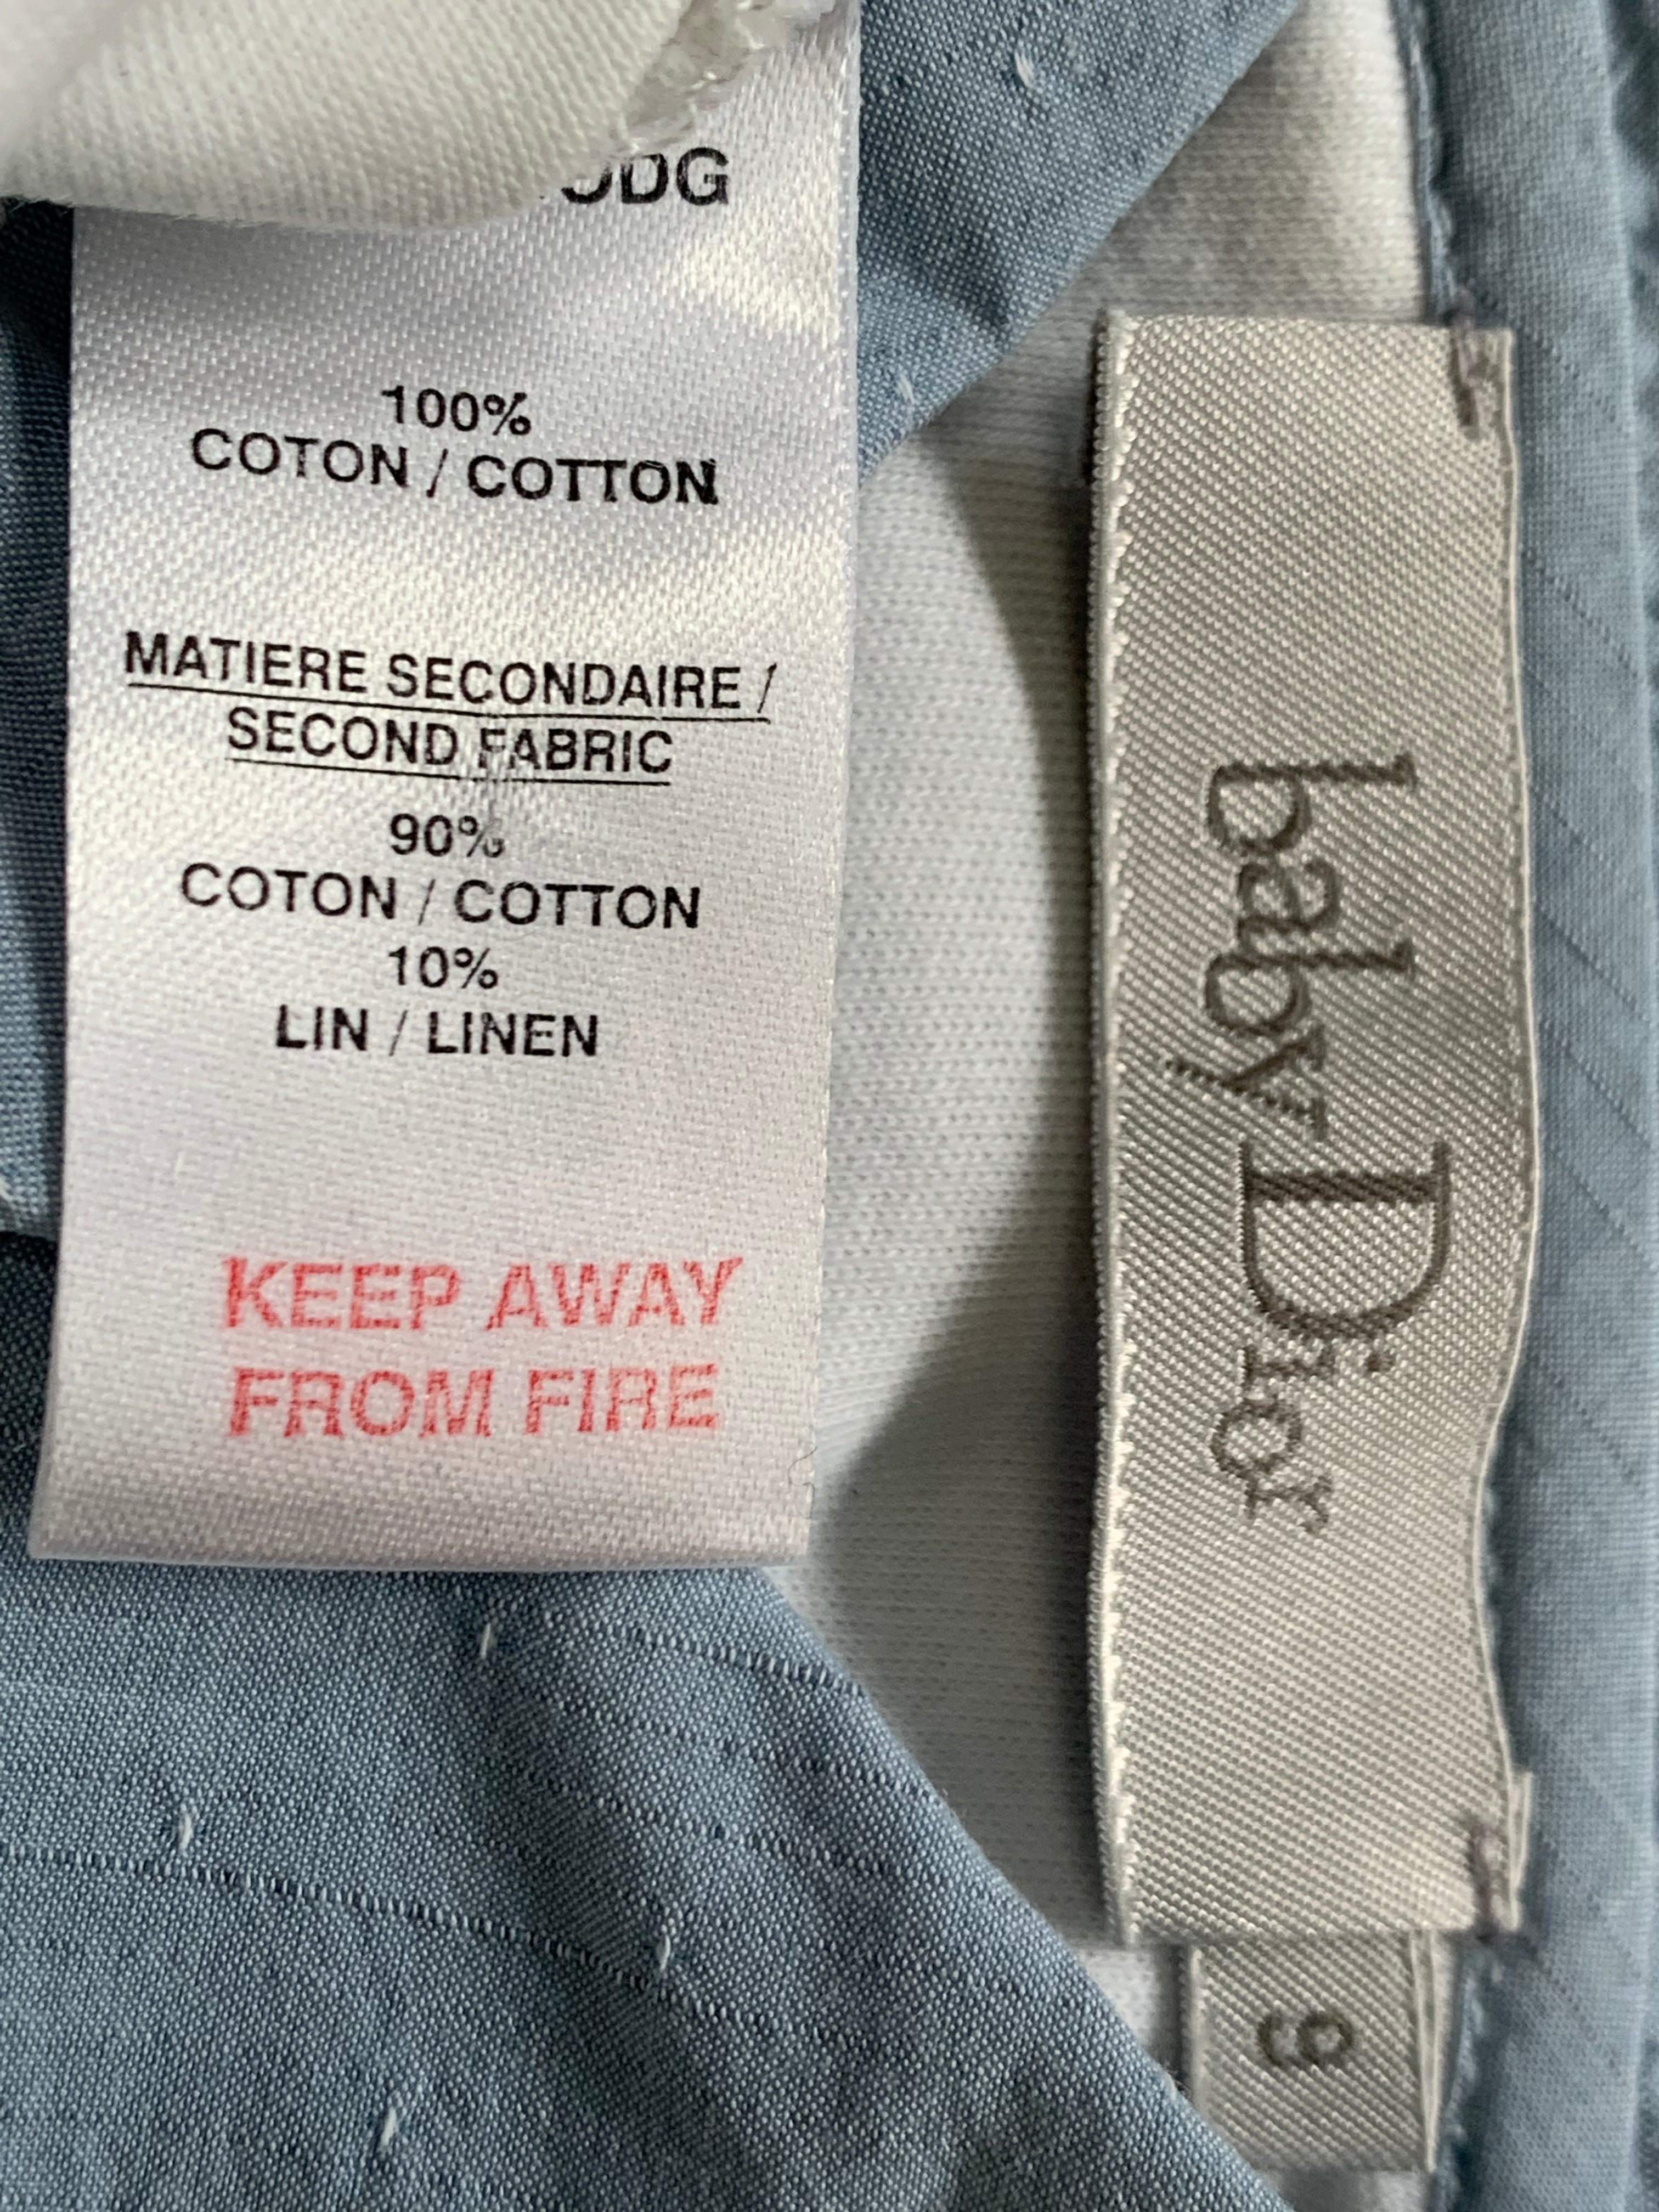 100%
COTON / COTTON
MATIERE SECONDAIRE /
SECOND FABRIC
90%
COTON / COTTON
10%
LIN / LINEN
KEEP AWAY
FROM FIRE
baby Dior
9